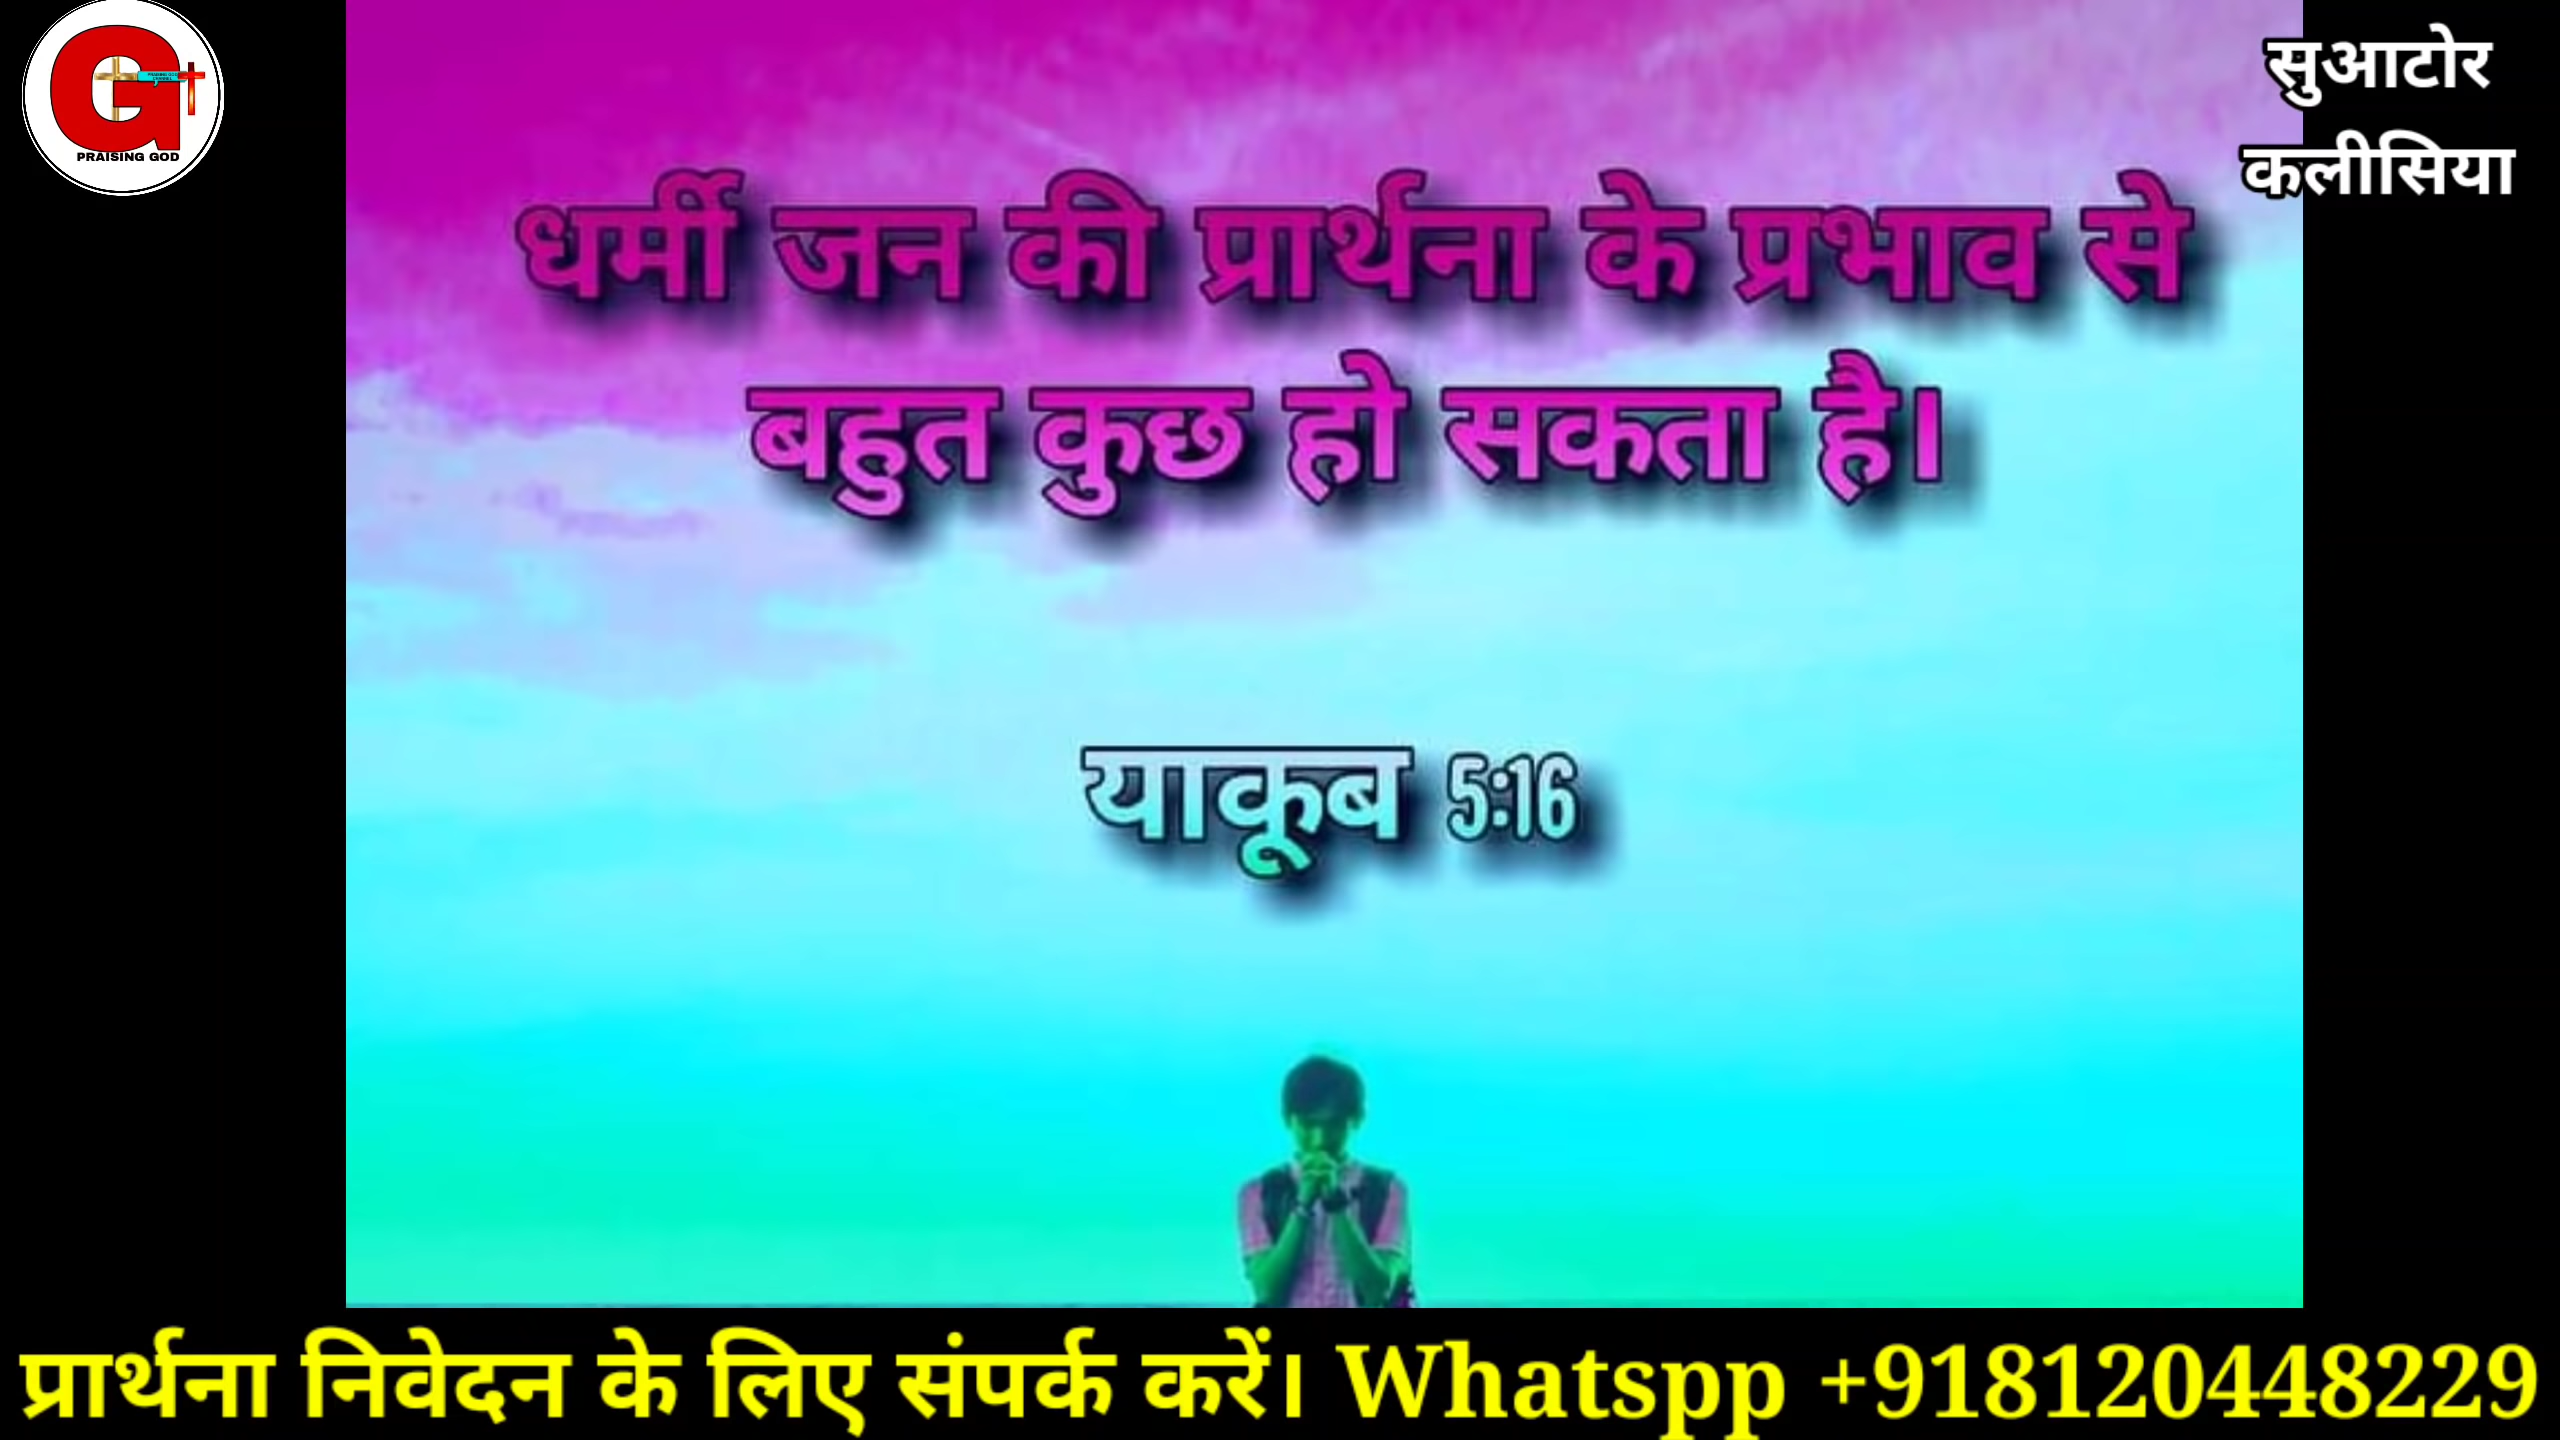 PRAISING GOD
सुआटोर
कलीसिया
धर्मी जन की प्रार्थना के प्रभाव से
बहुत कुछ हो सकता है।
याकूब 5:16
प्रार्थना निवेदन के लिए संपर्क करें। Whatspp +918120448229